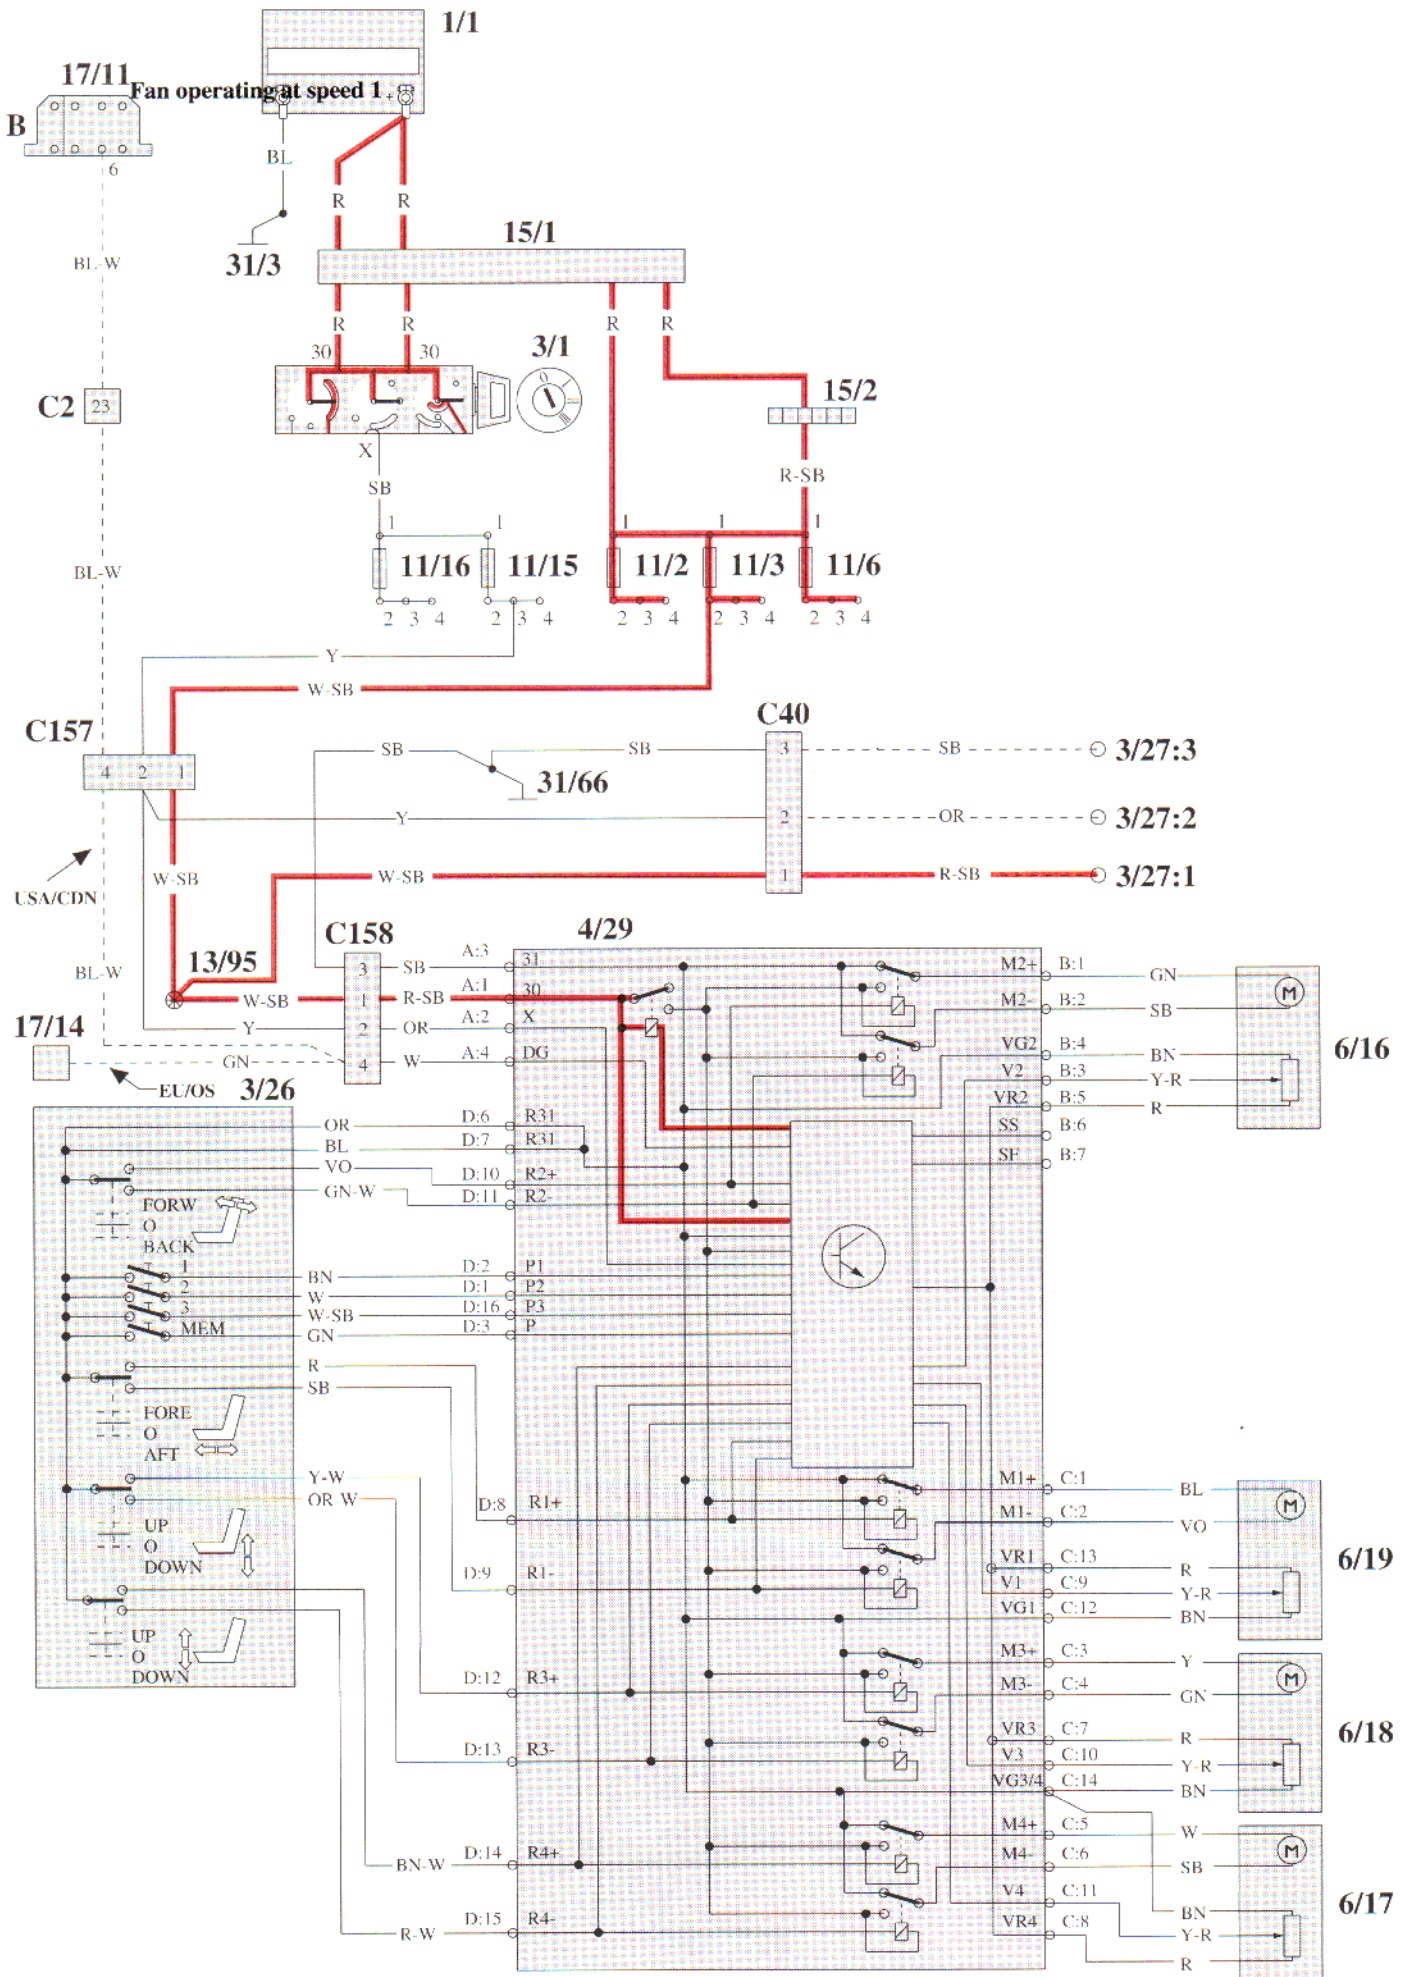 1/1
17/11
Fan operating at speed 1
+
B
6
BL
R R
BL-W
31/3
15/1
R R R R
30 30
3/1
0 I II III
15/2
C2
23
X
SB
R-SB
1 1 1 1 1
BL-W
11/16 11/15 11/2 11/3 11/6
2 3 4 2 3 4 2 3 4 2 3 4 2 3 4
Y
W-SB
C157
C40
4 2 1
SB SB 3 SB 3/27:3
31/66
Y 2 OR 3/27:2
USA/CDN
W-SB W-SB 1 R-SB 3/27:1
C158
4/29
13/95
BL-W
3 SB A:3 31
W-SB 1 R-SB A:1 30
Y 2 OR A:2 X
17/14
GN 4 W A:4 DG
EU/OS
3/26
M2+ B:1 GN
M2- B:2 SB
VG2 B:4 BN
V2 B:3 Y-R
VR2 B:5 R
SS B:6
SF B:7
M
6/16
OR D:6 R31
BL D:7 R31
VO D:10 R2+
GN-W D:11 R2-
FORW
O
BACK
1 BN D:2 P1
2 W D:1 P2
3 W-SB D:16 P3
MEM GN D:3 P
R
SB
FORE
O
AFT
Y-W
OR-W
UP
O
DOWN
UP
O
DOWN
D:8 R1+
D:9 R1-
D:12 R3+
D:13 R3-
BN-W D:14 R4+
R-W D:15 R4-
M1+ C:1 BL
M1- C:2 VO
VR1 C:13 R
V1 C:9 Y-R
VG1 C:12 BN
M
6/19
M3+ C:3 Y
M3- C:4 GN
VR3 C:7 R
V3 C:10 Y-R
VG3/4 C:14 BN
M
6/18
M4+ C:5 W
M4- C:6 SB
V4 C:11 BN
VR4 C:8 Y-R
R
M
6/17